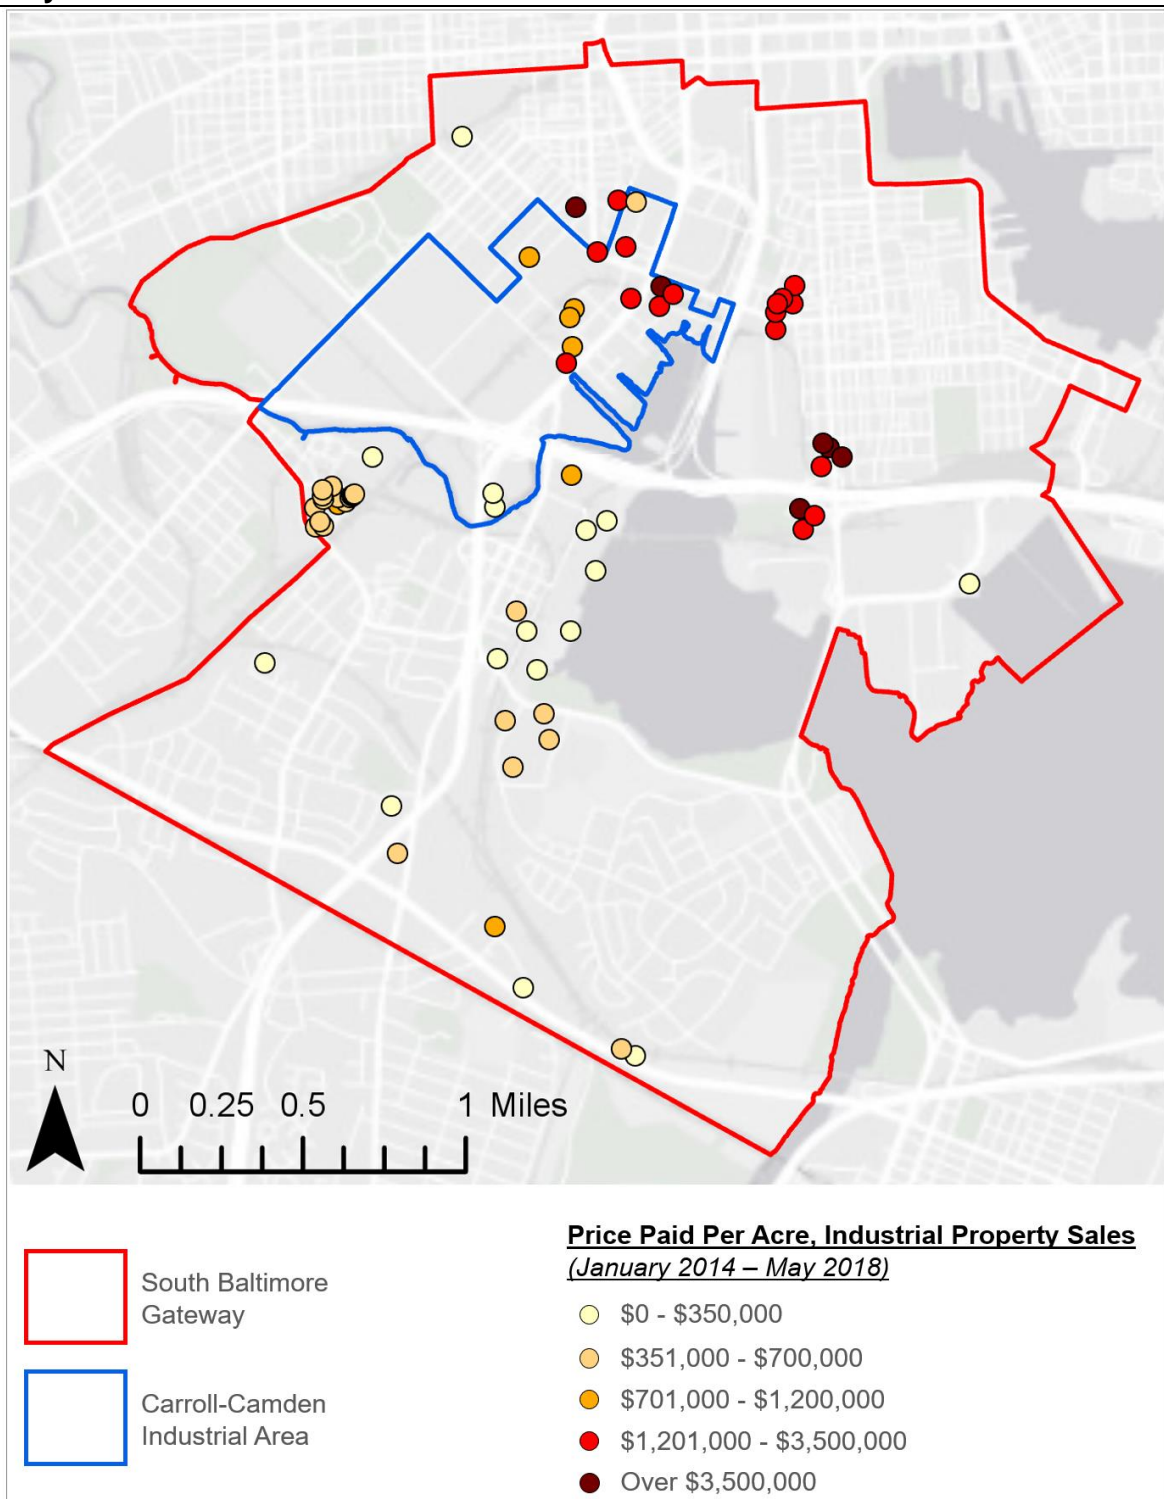 N
0 0.25 0.5 1 Miles
South Baltimore
Gateway
Carroll-Camden
Industrial Area
Price Paid Per Acre, Industrial Property Sales
(January 2014 – May 2018)
$0 - $350,000
$351,000 - $700,000
$701,000 - $1,200,000
$1,201,000 - $3,500,000
Over $3,500,000